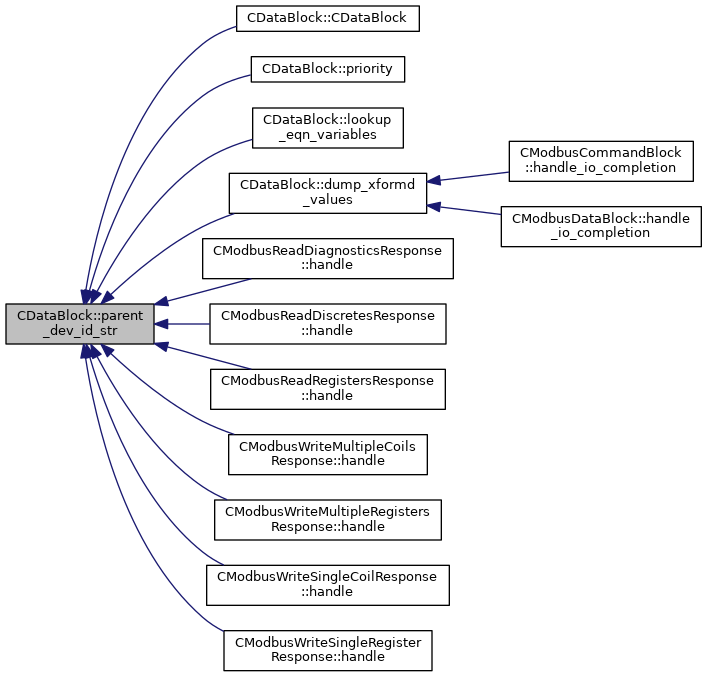 CDataBlock::CDataBlock
CDataBlock::priority
CDataBlock::lookup
_eqn_variables
CDataBlock::dump_xformd
_values
CModbusCommandBlock
::handle_io_completion
CModbusDataBlock::handle
_io_completion
CModbusReadDiagnosticsResponse
::handle
CDataBlock::parent
_dev_id_str
CModbusReadDiscretesResponse
::handle
CModbusReadRegistersResponse
::handle
CModbusWriteMultipleCoils
Response::handle
CModbusWriteMultipleRegisters
Response::handle
CModbusWriteSingleCoilResponse
::handle
CModbusWriteSingleRegister
Response::handle